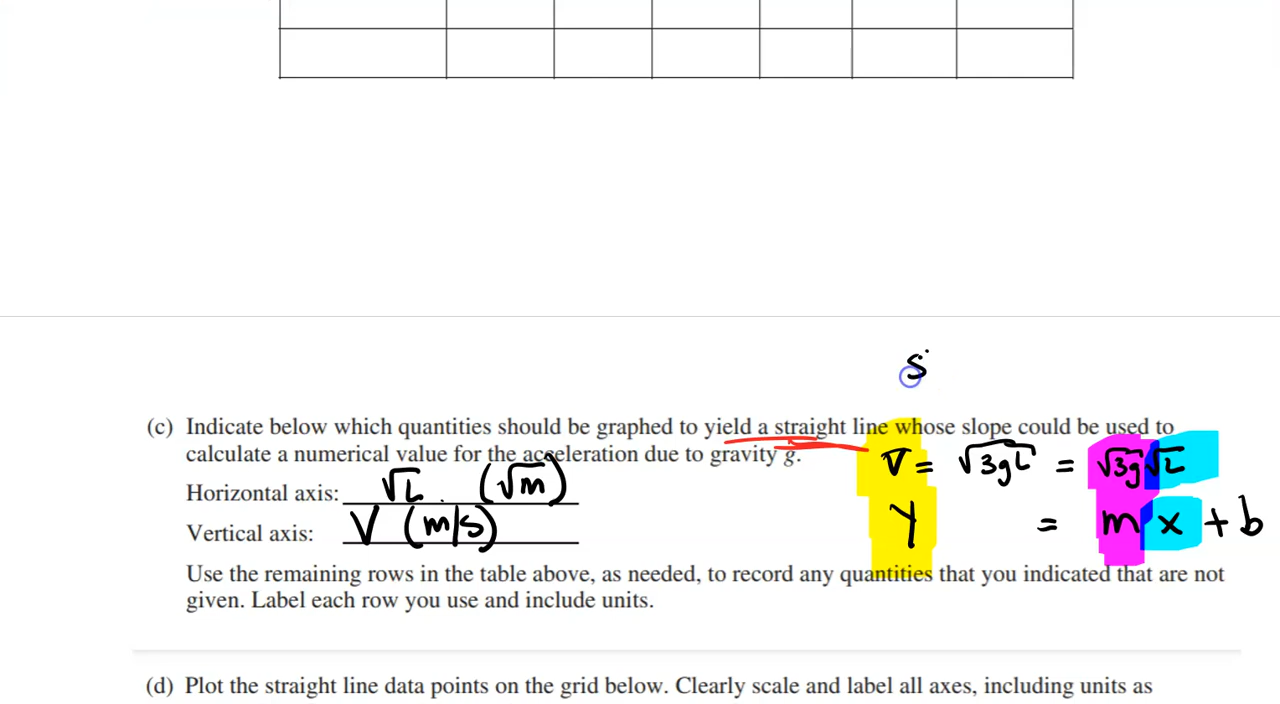 S
(c) Indicate below which quantities should be graphed to yield a straight line whose slope could be used to
calculate a numerical value for the acceleration due to gravity g.
V = √3gL = √3g √L
Horizontal axis: √L (√m)
Vertical axis: V (m/s)
y = m x + b
Use the remaining rows in the table above, as needed, to record any quantities that you indicated that are not
given. Label each row you use and include units.
(d) Plot the straight line data points on the grid below. Clearly scale and label all axes, including units as